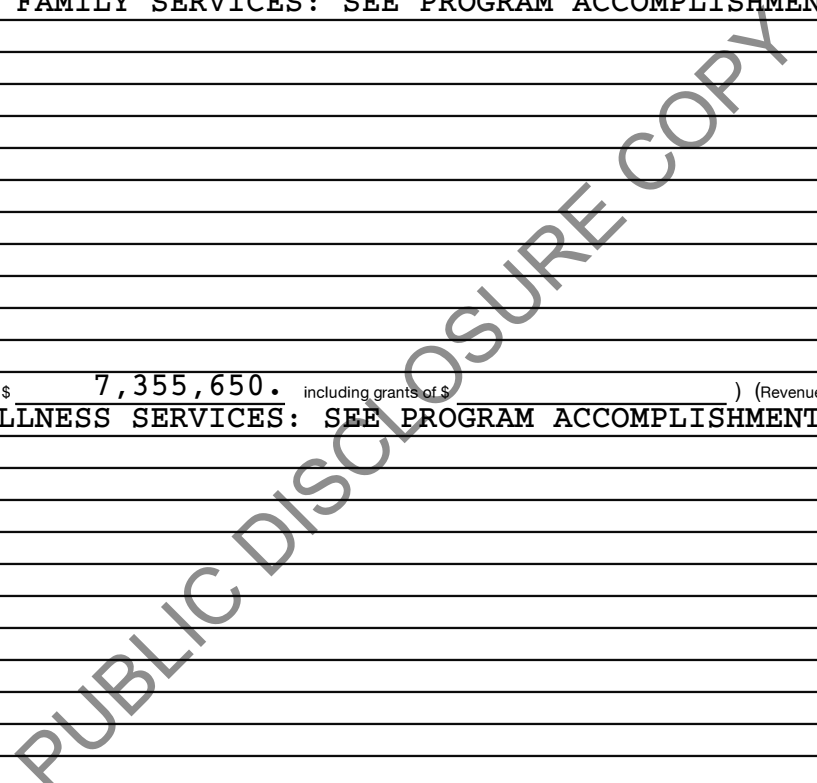 FAMILY SERVICES: SEE PROGRAM ACCOMPLISHMEN
$ 7,355,650. including grants of $ ) (Revenue
LLNESS SERVICES: SEE PROGRAM ACCOMPLISHMENT
PUBLIC DISCLOSURE COPY